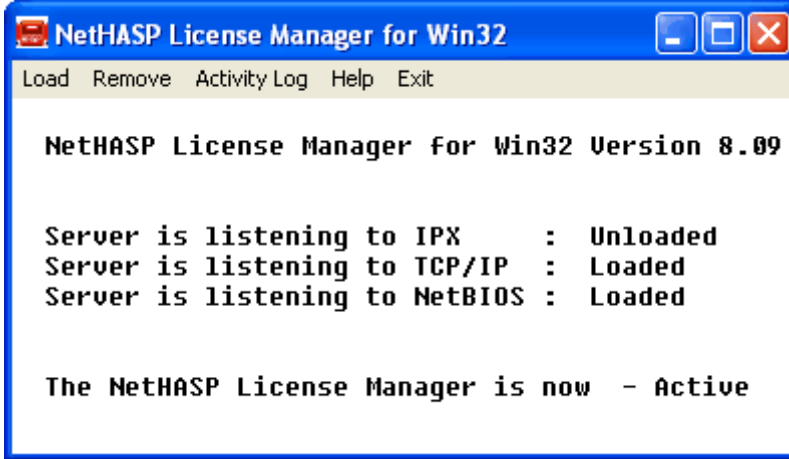 NetHASP License Manager for Win32
Load Remove Activity Log Help Exit
NetHASP License Manager for Win32 Version 8.09
Server is listening to IPX : Unloaded
Server is listening to TCP/IP : Loaded
Server is listening to NetBIOS : Loaded
The NetHASP License Manager is now - Active